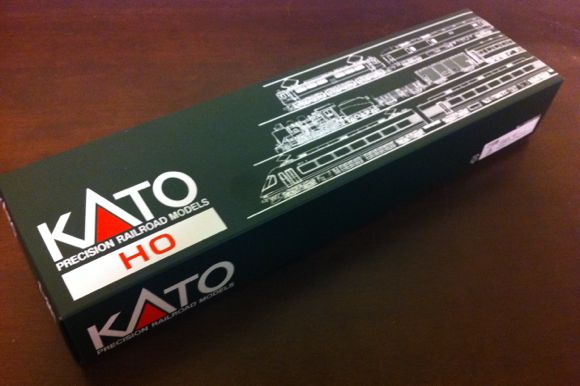 KATO
PRECISION RAILROAD MODELS
HO
KATO
PRECISION RAILROAD MODELS